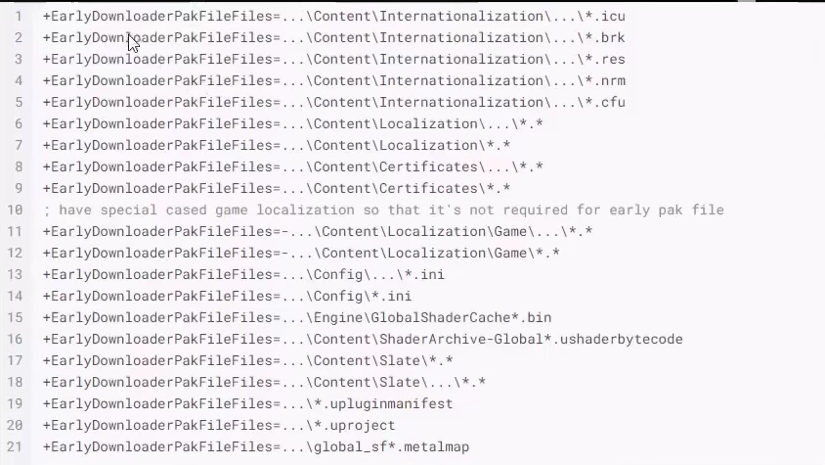 1 +EarlyDownloaderPakFileFiles=...\Content\Internationalization\...\*.icu
2 +EarlyDownloaderPakFileFiles=...\Content\Internationalization\...\*.brk
3 +EarlyDownloaderPakFileFiles=...\Content\Internationalization\...\*.res
4 +EarlyDownloaderPakFileFiles=...\Content\Internationalization\...\*.nrm
5 +EarlyDownloaderPakFileFiles=...\Content\Internationalization\...\*.cfu
6 +EarlyDownloaderPakFileFiles=...\Content\Localization\...\*.*
7 +EarlyDownloaderPakFileFiles=...\Content\Localization\*.*
8 +EarlyDownloaderPakFileFiles=...\Content\Certificates\...\*.*
9 +EarlyDownloaderPakFileFiles=...\Content\Certificates\*.*
10 ; have special cased game localization so that it's not required for early pak file
11 +EarlyDownloaderPakFileFiles=-...\Content\Localization\Game\...\*.*
12 +EarlyDownloaderPakFileFiles=-...\Content\Localization\Game\*.*
13 +EarlyDownloaderPakFileFiles=...\Config\...\*.ini
14 +EarlyDownloaderPakFileFiles=...\Config\*.ini
15 +EarlyDownloaderPakFileFiles=...\Engine\GlobalShaderCache*.bin
16 +EarlyDownloaderPakFileFiles=...\Content\ShaderArchive-Global*.ushaderbytecode
17 +EarlyDownloaderPakFileFiles=...\Content\Slate\*.*
18 +EarlyDownloaderPakFileFiles=...\Content\Slate\...\*.*
19 +EarlyDownloaderPakFileFiles=...\*.upluginmanifest
20 +EarlyDownloaderPakFileFiles=...\*.uproject
21 +EarlyDownloaderPakFileFiles=...\global_sf*.metalmap